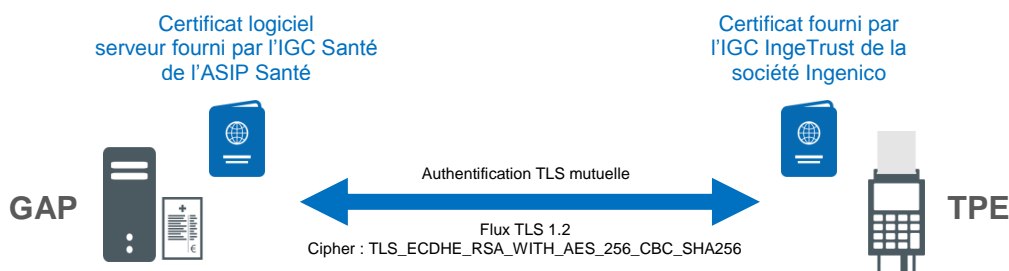 Certificat logiciel
serveur fourni par l'IGC Santé
de l'ASIP Santé
Certificat fourni par
l'IGC IngeTrust de la
société Ingenico
Authentification TLS mutuelle
GAP
TPE
Flux TLS 1.2
Cipher : TLS_ECDHE_RSA_WITH_AES_256_CBC_SHA256